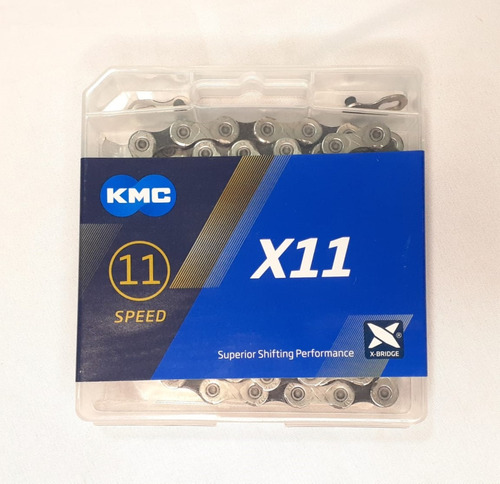 KMC
11
SPEED
X11
Superior Shifting Performance
X-BRIDGE
®